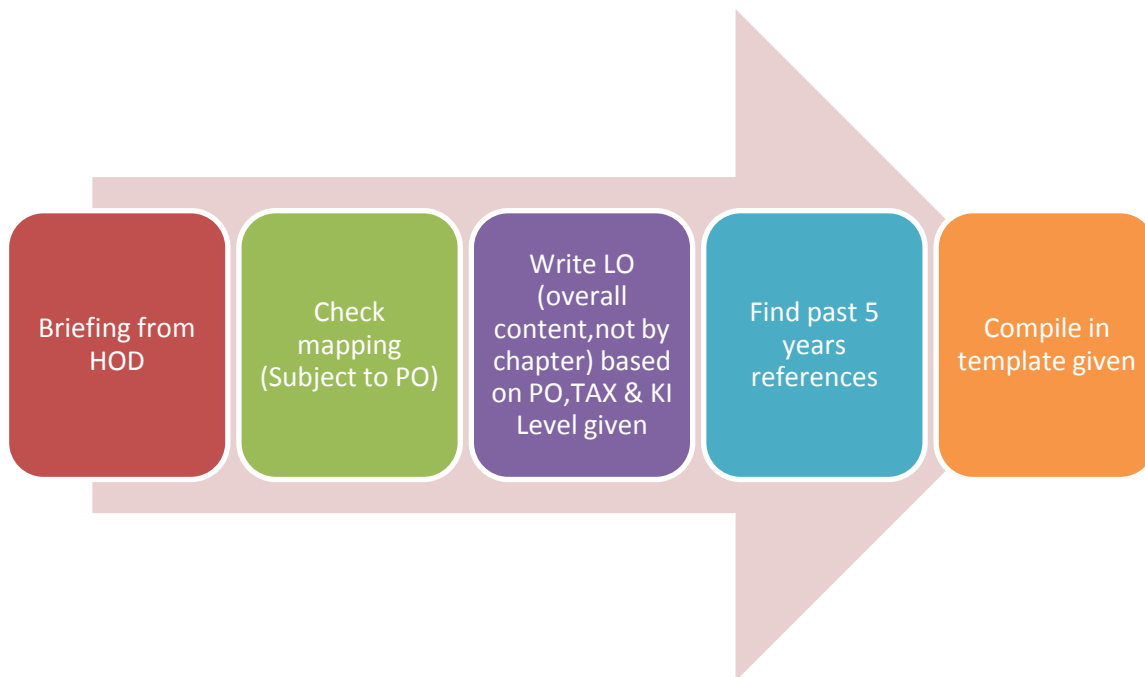 Briefing from
HOD
Check
mapping
(Subject to PO)
Write LO
(overall
content,not by
chapter) based
on PO,TAX & KI
Level given
Find past 5
years
references
Compile in
template given